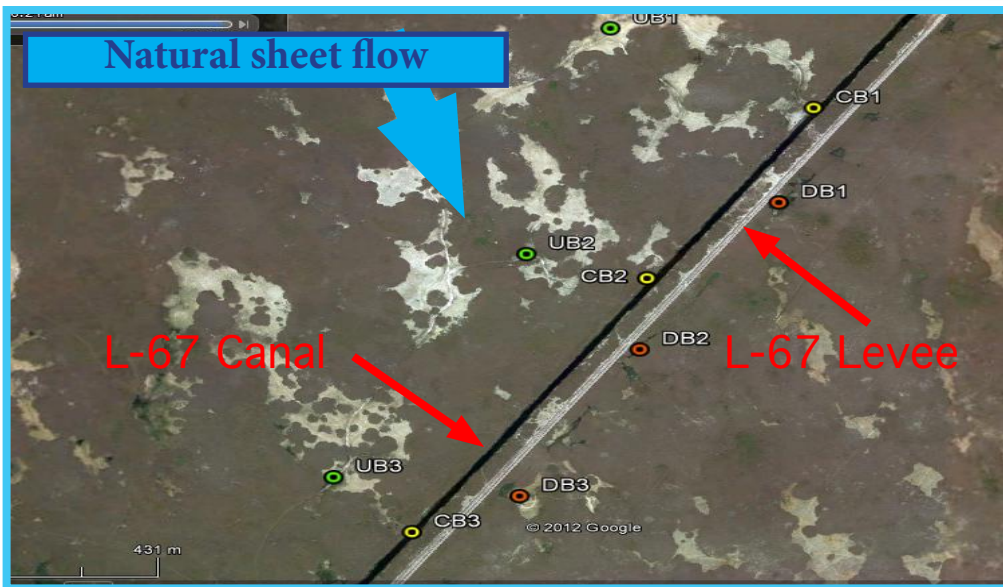 UB1
Natural sheet flow
CB1
DB1
UB2
CB2
DB2
L-67 Canal
L-67 Levee
UB3
DB3
CB3
© 2012 Google
431 m